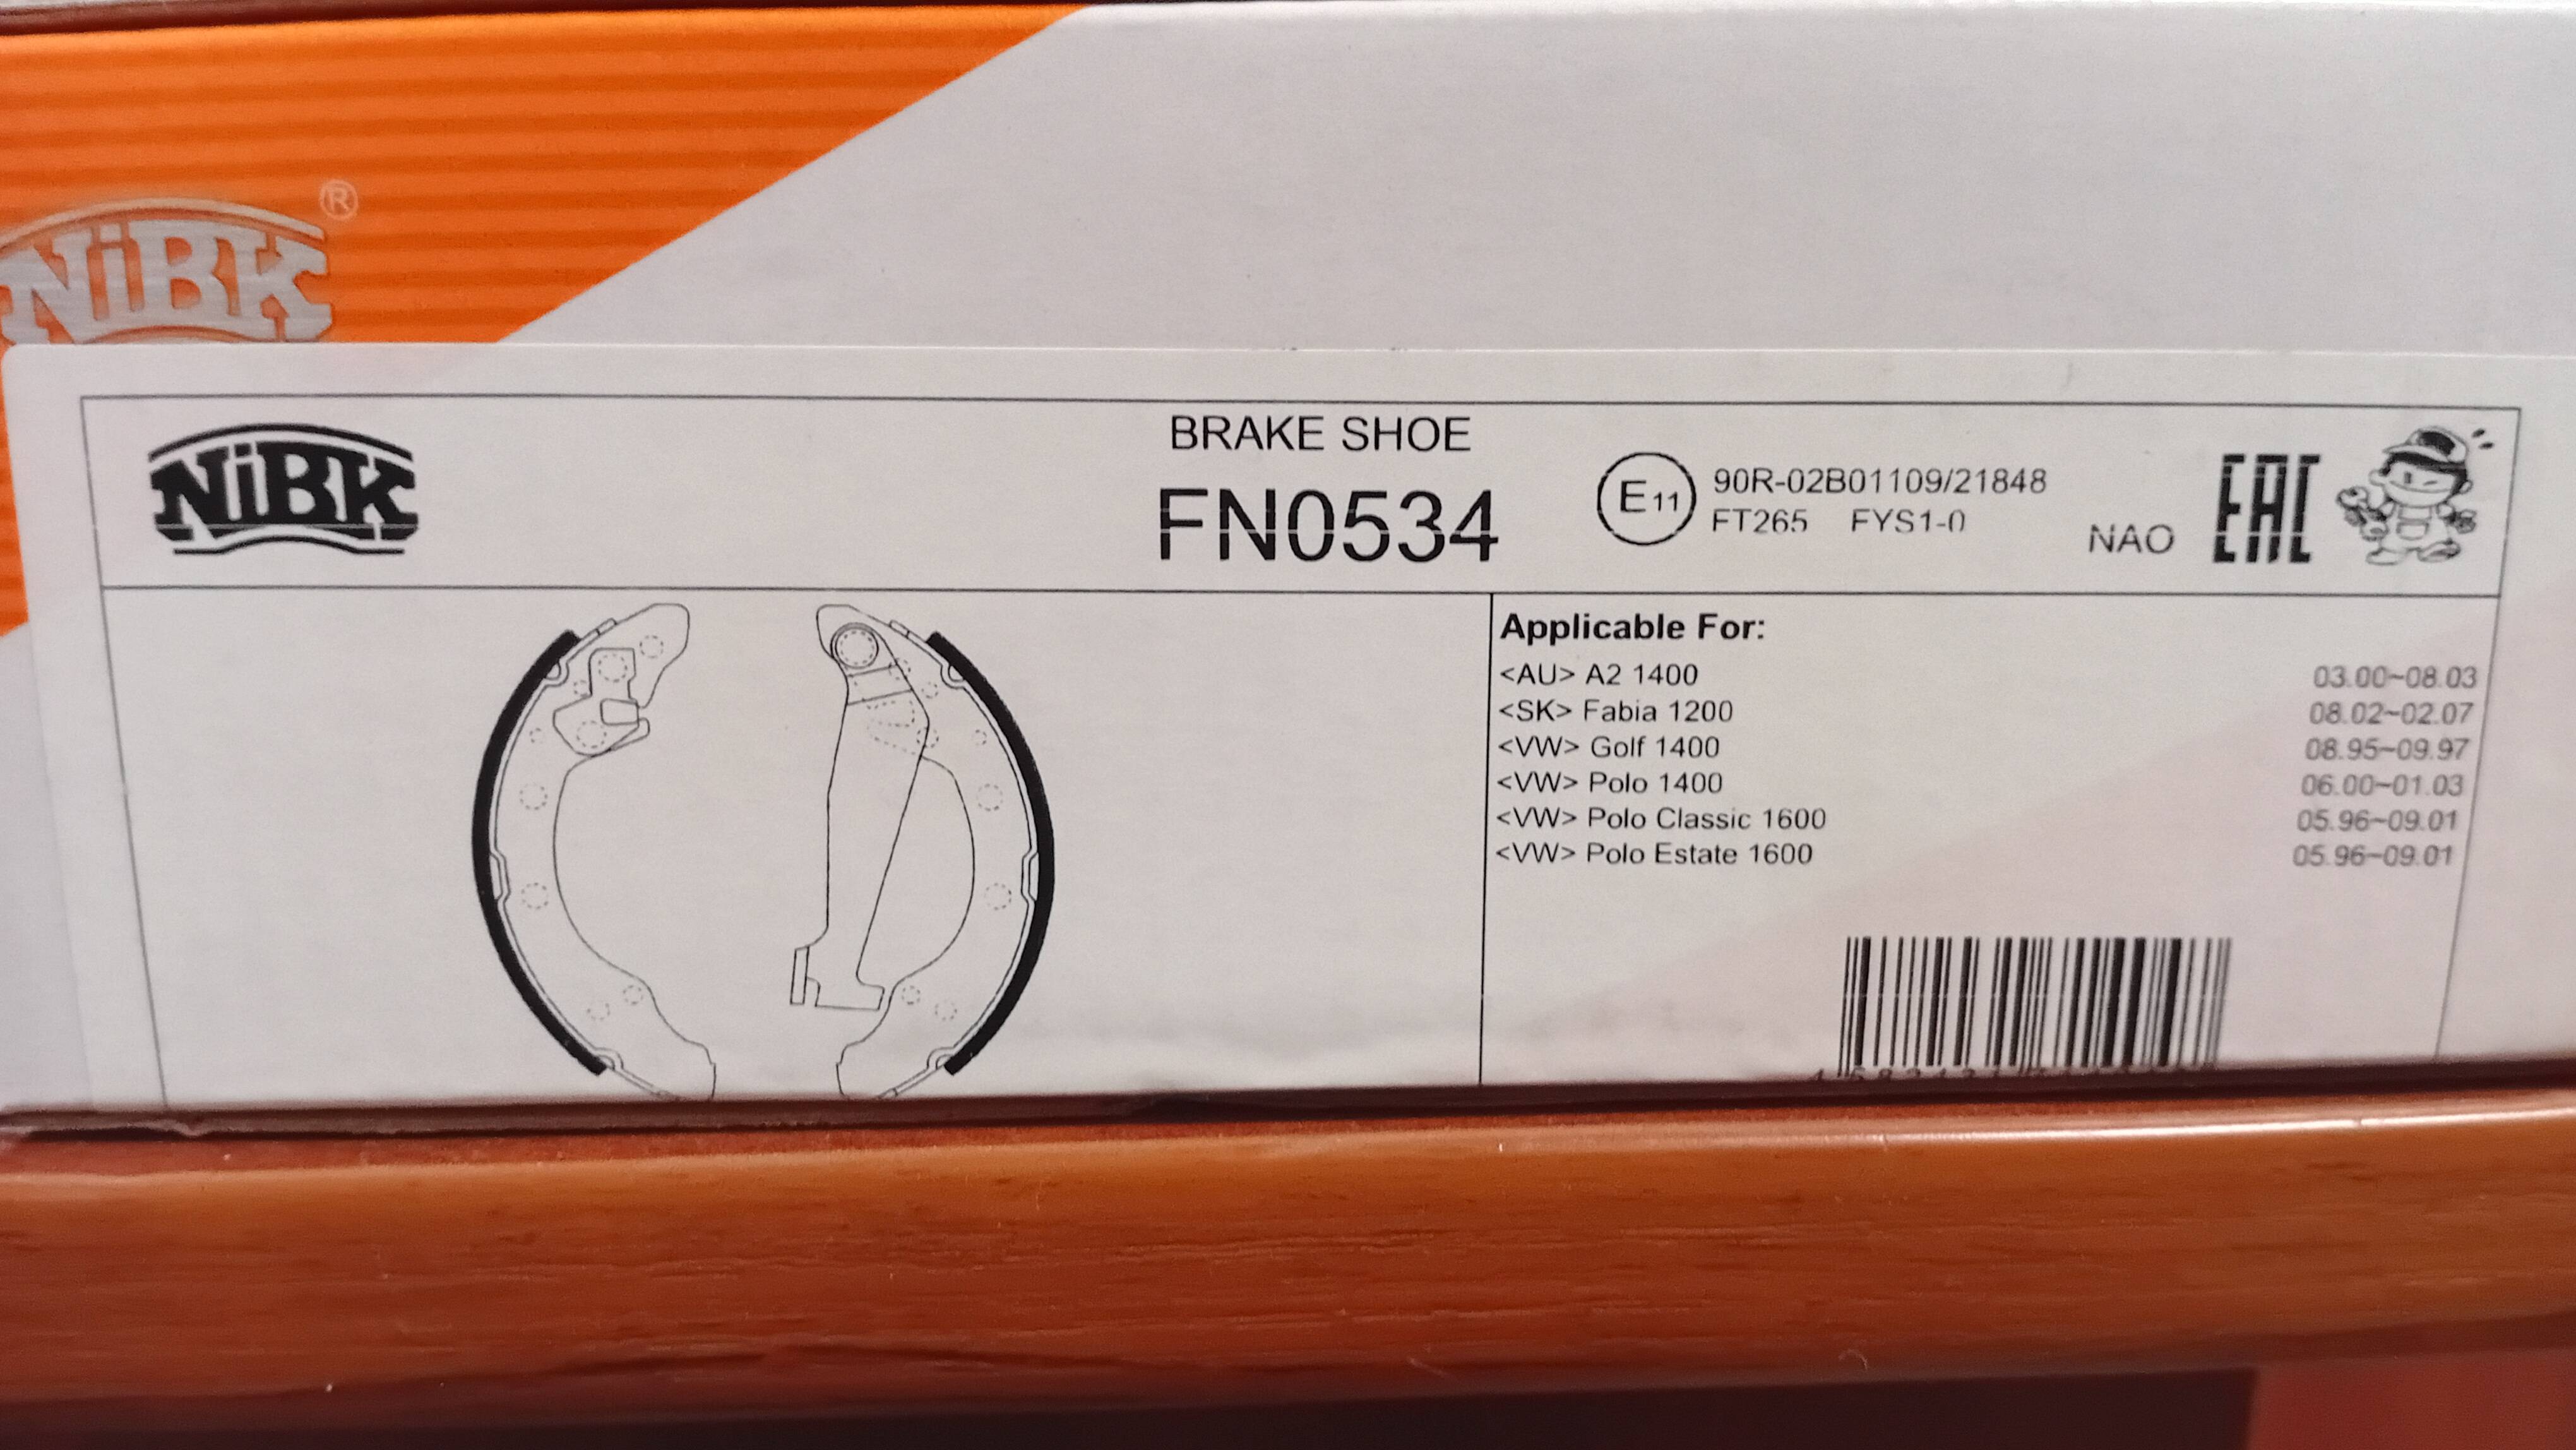 NiBK ®
NiBK
BRAKE SHOE
FN0534
E11
90R-02B01109/21848
FT265 FYS1-0
NAO
EAC
Applicable For:
<AU> A2 1400 03.00~08.03
<SK> Fabia 1200 08.02~02.07
<VW> Golf 1400 08.95~09.97
<VW> Polo 1400 06.00~01.03
<VW> Polo Classic 1600 05.96~09.01
<VW> Polo Estate 1600 05.96~09.01